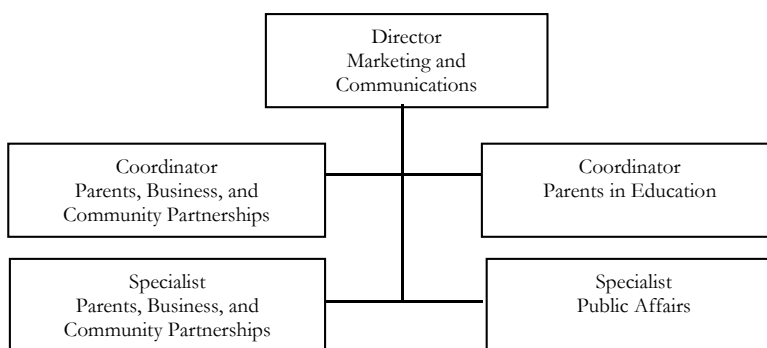 Director
Marketing and
Communications
Coordinator
Parents, Business, and
Community Partnerships
Coordinator
Parents in Education
Specialist
Parents, Business, and
Community Partnerships
Specialist
Public Affairs